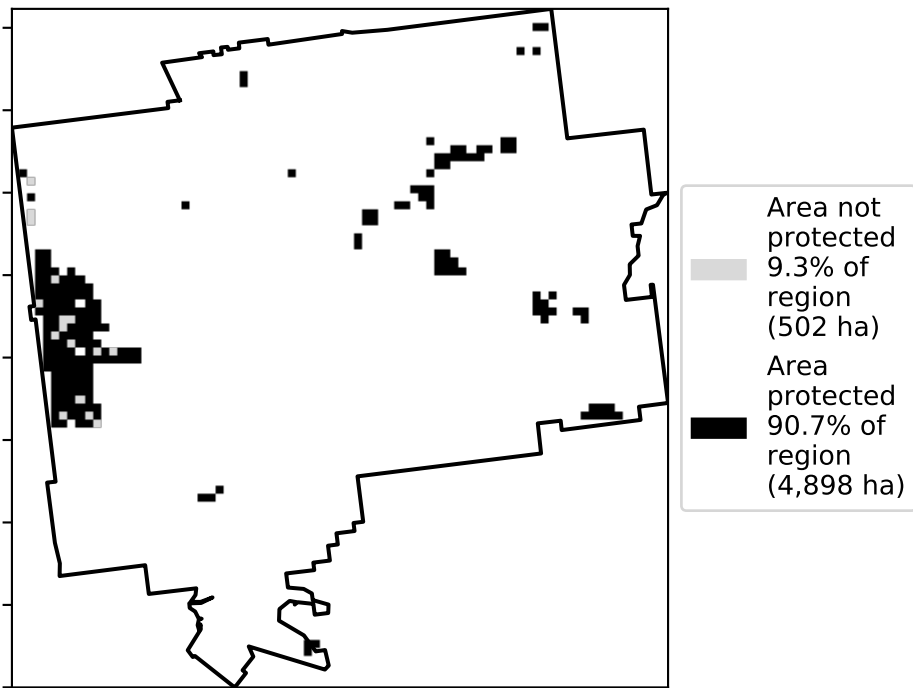 Area not
protected
9.3% of
region
(502 ha)
Area
protected
90.7% of
region
(4,898 ha)